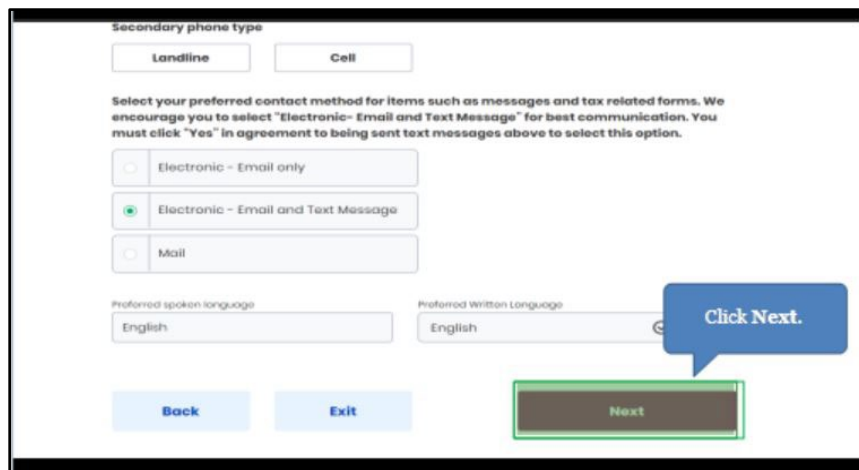 Secondary phone type
Landline Cell
Select your preferred contact method for items such as messages and tax related forms. We
encourage you to select "Electronic- Email and Text Message" for best communication. You
must click "Yes" in agreement to being sent text messages above to select this option.
Electronic - Email only
Electronic - Email and Text Message
Mail
Preferred spoken language Preferred Written Language
English English
Click Next.
Back Exit Next